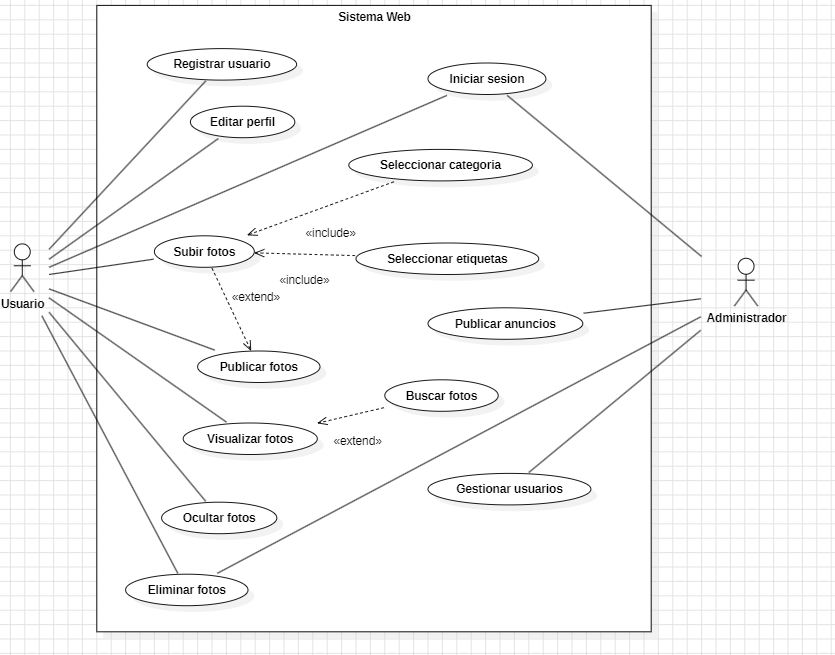 Sistema Web
Registrar usuario
Iniciar sesion
Editar perfil
Seleccionar categoria
«include»
Subir fotos
Seleccionar etiquetas
«include»
«extend»
Usuario
Administrador
Publicar anuncios
Publicar fotos
Buscar fotos
Visualizar fotos
«extend»
Gestionar usuarios
Ocultar fotos
Eliminar fotos